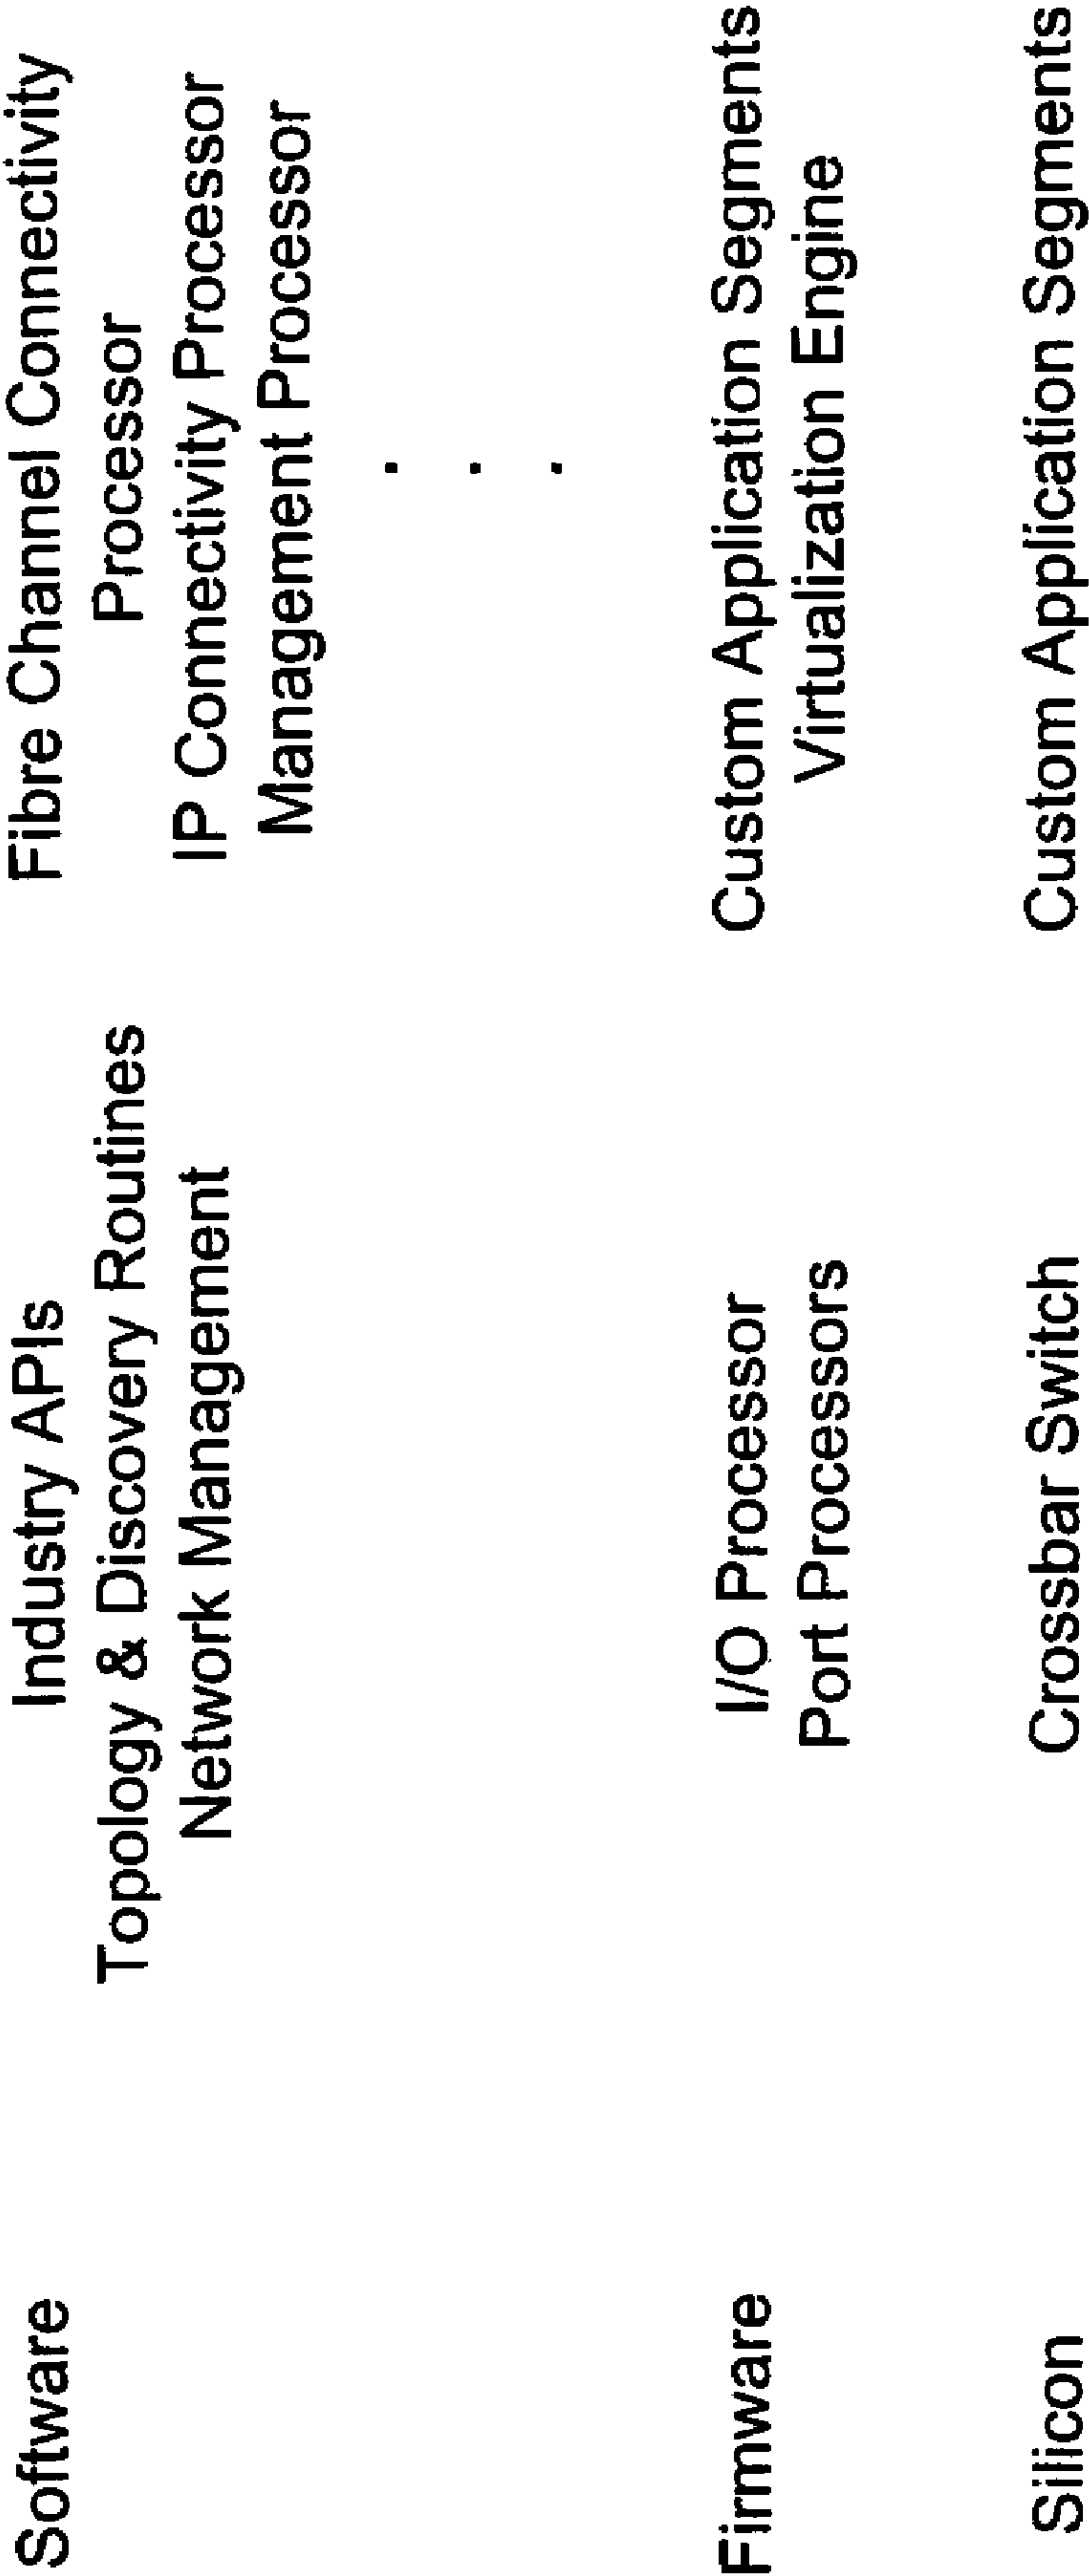 Software
Industry APIs
Topology & Discovery Routines
Network Management
Fibre Channel Connectivity
Processor
IP Connectivity Processor
Management Processor
.
.
.
Firmware
I/O Processor
Port Processors
Custom Application Segments
Virtualization Engine
Silicon
Crossbar Switch
Custom Application Segments